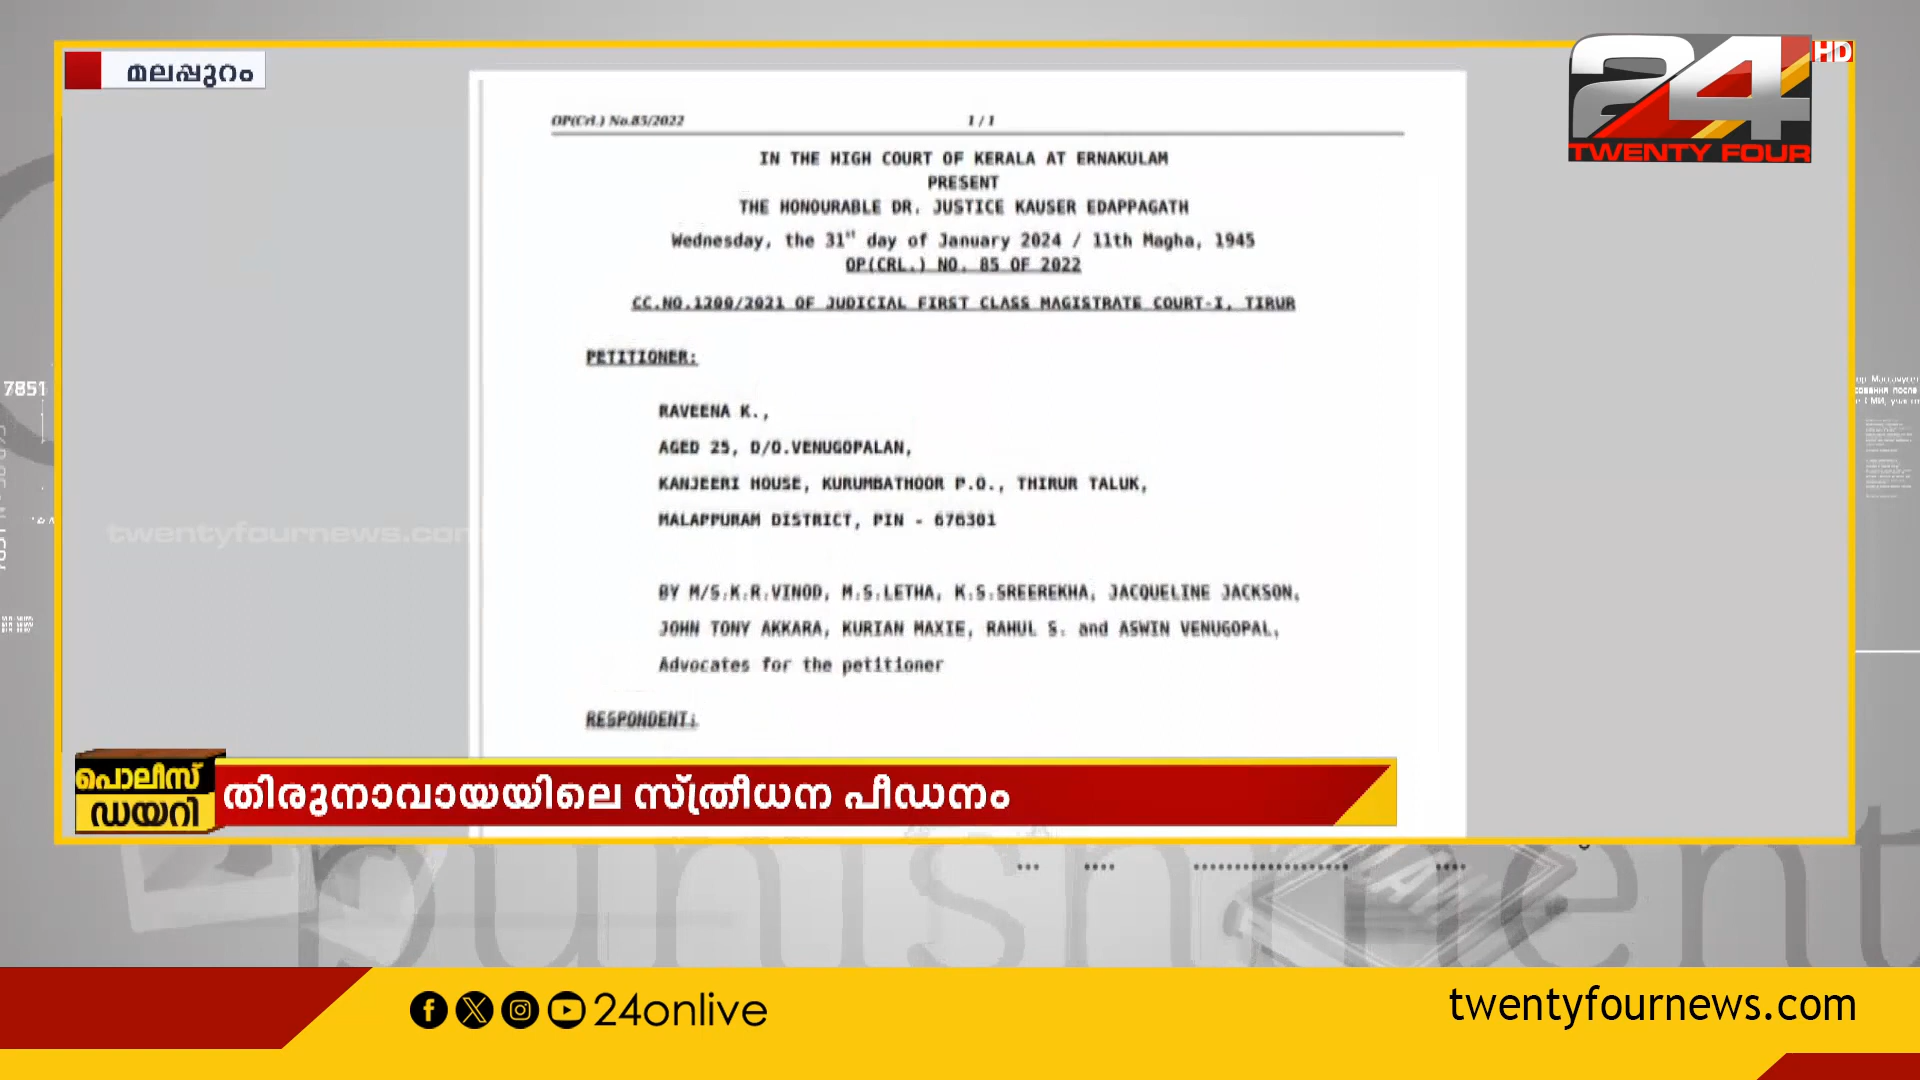 മലപ്പുറം
24
HD
TWENTY FOUR
OP(Crl.) No.85/2022 1 / 1
IN THE HIGH COURT OF KERALA AT ERNAKULAM
PRESENT
THE HONOURABLE DR. JUSTICE KAUSER EDAPPAGATH
Wednesday, the 31st day of January 2024 / 11th Magha, 1945
OP(CRL.) NO. 85 OF 2022
CC.NO.1200/2021 OF JUDICIAL FIRST CLASS MAGISTRATE COURT-I, TIRUR
PETITIONER:
RAVEENA K.,
AGED 25, D/O.VENUGOPALAN,
KANJEERI HOUSE, KURUMBATHOOR P.O., THIRUR TALUK,
MALAPPURAM DISTRICT, PIN - 676301
BY M/S.K.R.VINOD, M.S.LETHA, K.S.SREEREKHA, JACQUELINE JACKSON,
JOHN TONY AKKARA, KURIAN MAXIE, RAHUL S. and ASWIN VENUGOPAL,
Advocates for the petitioner
RESPONDENT:
twentyfournews.com
7851
പൊലീസ്
ഡയറി
തിരുനാവായയിലെ സ്ത്രീധന പീഡനം
punishment
LAW
24onlive
twentyfournews.com